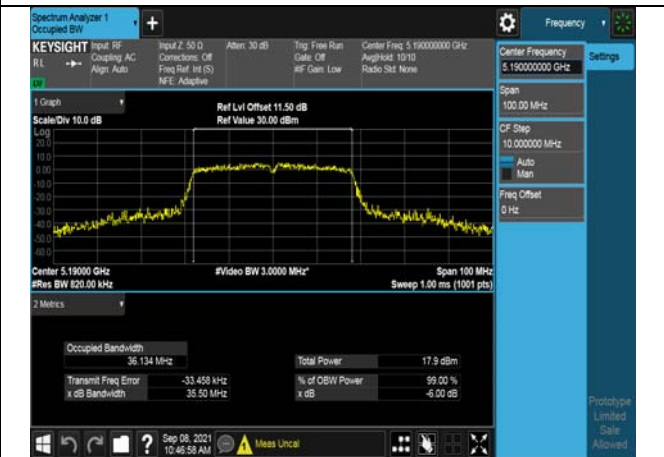 Spectrum Analyzer 1
Occupied BW
+
Frequency
KEYSIGHT
RL
Input: RF
Coupling: AC
Align: Auto
Input Z: 50 Ω
Corrections: Off
Freq Ref: Int (S)
NFE: Adaptive
Atten: 30 dB
Trig: Free Run
Gate: Off
#IF Gain: Low
Center Freq: 5.190000000 GHz
Avg|Hold: 10/10
Radio Std: None
Center Frequency
5.190000000 GHz
Settings
Span
100.00 MHz
CF Step
10.000000 MHz
Auto
Man
Freq Offset
0 Hz
1 Graph
Scale/Div 10.0 dB
Ref Lvl Offset 11.50 dB
Ref Value 30.00 dBm
Log
20.0
10.0
0.00
-10.0
-20.0
-30.0
-40.0
-50.0
-60.0
Center 5.19000 GHz
#Res BW 820.00 kHz
#Video BW 3.0000 MHz*
Span 100 MHz
Sweep 1.00 ms (1001 pts)
2 Metrics
Occupied Bandwidth
36.134 MHz
Total Power 17.9 dBm
Transmit Freq Error -33.458 kHz
% of OBW Power 99.00 %
x dB Bandwidth 35.50 MHz
x dB -6.00 dB
Prototype
Limited
Sale
Allowed
?
Sep 08, 2021
10:46:58 AM
Meas Uncal